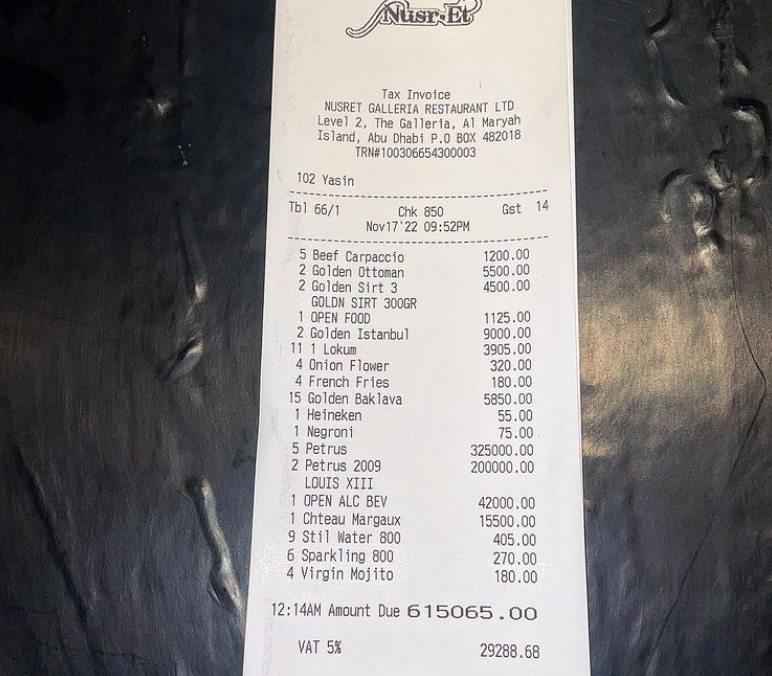 Nusr-Et
Tax Invoice
NUSRET GALLERIA RESTAURANT LTD
Level 2, The Galleria, Al Maryah
Island, Abu Dhabi P.O BOX 482018
TRN#100306654300003
102 Yasin
Tbl 66/1 Chk 850 Gst 14
Nov17'22 09:52PM
5 Beef Carpaccio 1200.00
2 Golden Ottoman 5500.00
2 Golden Sirt 3 4500.00
GOLDN SIRT 300GR
1 OPEN FOOD 1125.00
2 Golden Istanbul 9000.00
11 1 Lokum 3905.00
4 Onion Flower 320.00
4 French Fries 180.00
15 Golden Baklava 5850.00
1 Heineken 55.00
1 Negroni 75.00
5 Petrus 325000.00
2 Petrus 2009 200000.00
LOUIS XIII
1 OPEN ALC BEV 42000.00
1 Chteau Margaux 15500.00
9 Stil Water 800 405.00
6 Sparkling 800 270.00
4 Virgin Mojito 180.00
12:14AM Amount Due 615065.00
VAT 5% 29288.68